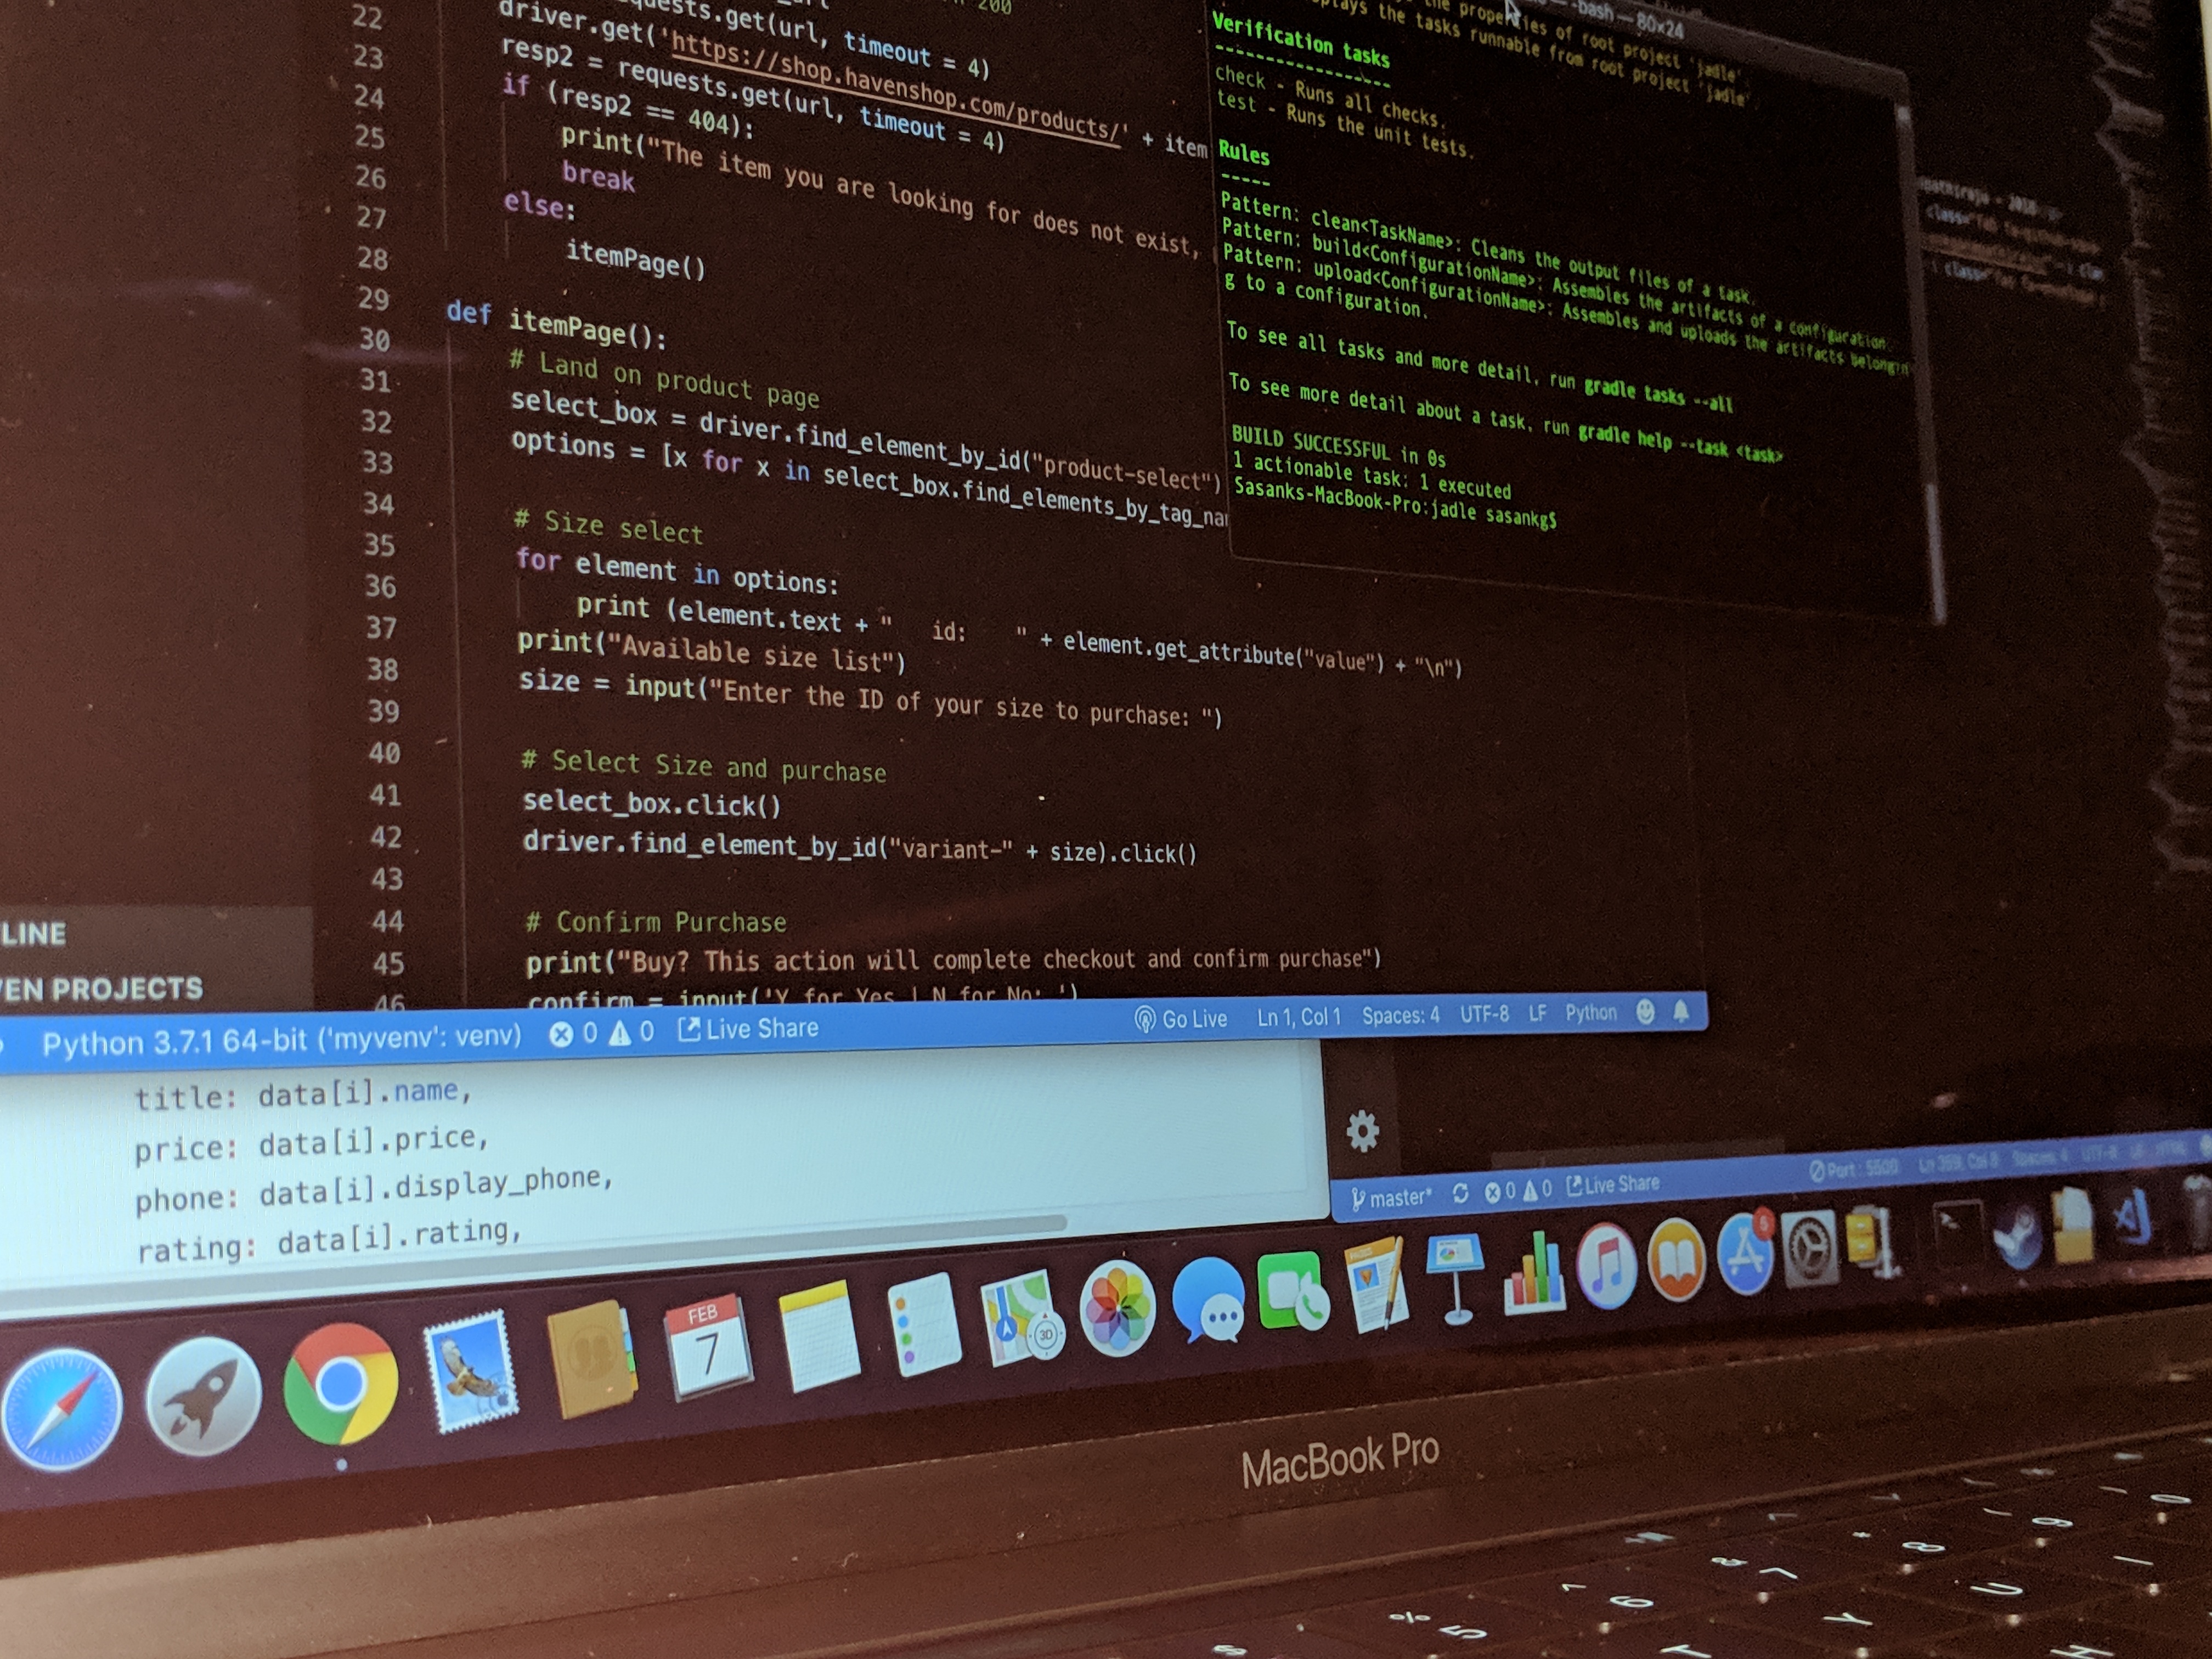 22
23
24
25
26
27
28
29
30
31
32
33
34
35
36
37
38
39
40
41
42
43
44
45
46
200
.get(url, timeout = 4)
driver.get('https://shop.havenshop.com/products/' + item
resp2 = requests.get(url, timeout = 4)
if (resp2 == 404):
print("The item you are looking for does not exist,
break
else:
itemPage()
def itemPage():
# Land on product page
select_box = driver.find_element_by_id("product-select")
options = [x for x in select_box.find_elements_by_tag_na
# Size select
for element in options:
print (element.text + "   id:   " + element.get_attribute("value") + "\n")
print("Available size list")
size = input("Enter the ID of your size to purchase: ")
# Select Size and purchase
select_box.click()
driver.find_element_by_id("variant-" + size).click()
# Confirm Purchase
print("Buy? This action will complete checkout and confirm purchase")
confirm = input('Y for Yes | N for No: ')
-bash — 80×24
properties of root project 'jadle'.
plays the tasks runnable from root project 'jadle'.
Verification tasks
------------------
check - Runs all checks.
test - Runs the unit tests.
Rules
-----
Pattern: clean<TaskName>: Cleans the output files of a task.
Pattern: build<ConfigurationName>: Assembles the artifacts of a configuration.
Pattern: upload<ConfigurationName>: Assembles and uploads the artifacts belongin
g to a configuration.
To see all tasks and more detail, run gradle tasks --all
To see more detail about a task, run gradle help --task <task>
BUILD SUCCESSFUL in 0s
1 actionable task: 1 executed
Sasanks-MacBook-Pro:jadle sasankg$
LINE
VEN PROJECTS
Python 3.7.1 64-bit ('myvenv': venv) 0 0 Live Share Go Live Ln 1, Col 1 Spaces: 4 UTF-8 LF Python
title: data[i].name,
price: data[i].price,
phone: data[i].display_phone,
rating: data[i].rating,
master* 0 0 Live Share Port : 5500
FEB
7
3D
MacBook Pro
% 5
6
7
8
9
0
T
Y
U
I
H